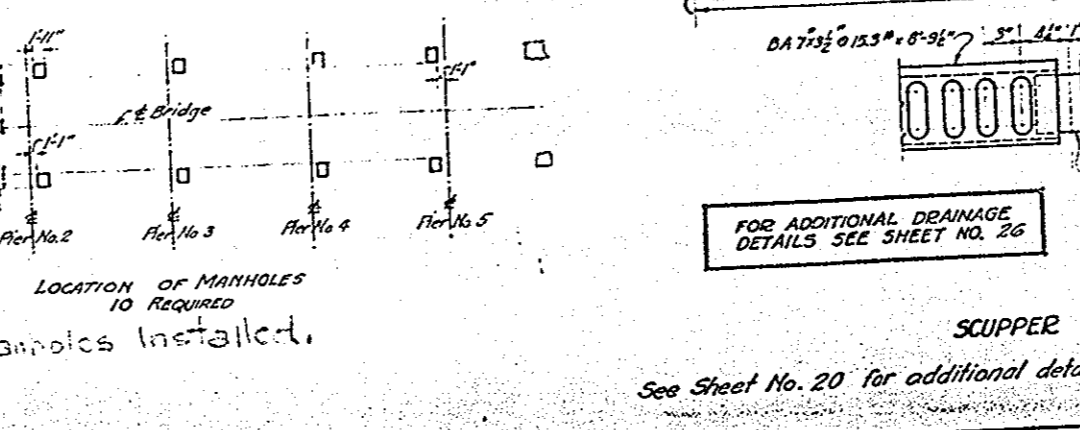 1'-11"
℄ Bridge
1'-1"
1'-1"
Pier No. 2
Pier No 3
Pier No 4
Pier No. 5
LOCATION OF MANHOLES
10 REQUIRED
Installed.
3"
FOR ADDITIONAL DRAINAGE
DETAILS SEE SHEET NO. 26
SCUPPER
See Sheet No. 20 for additional